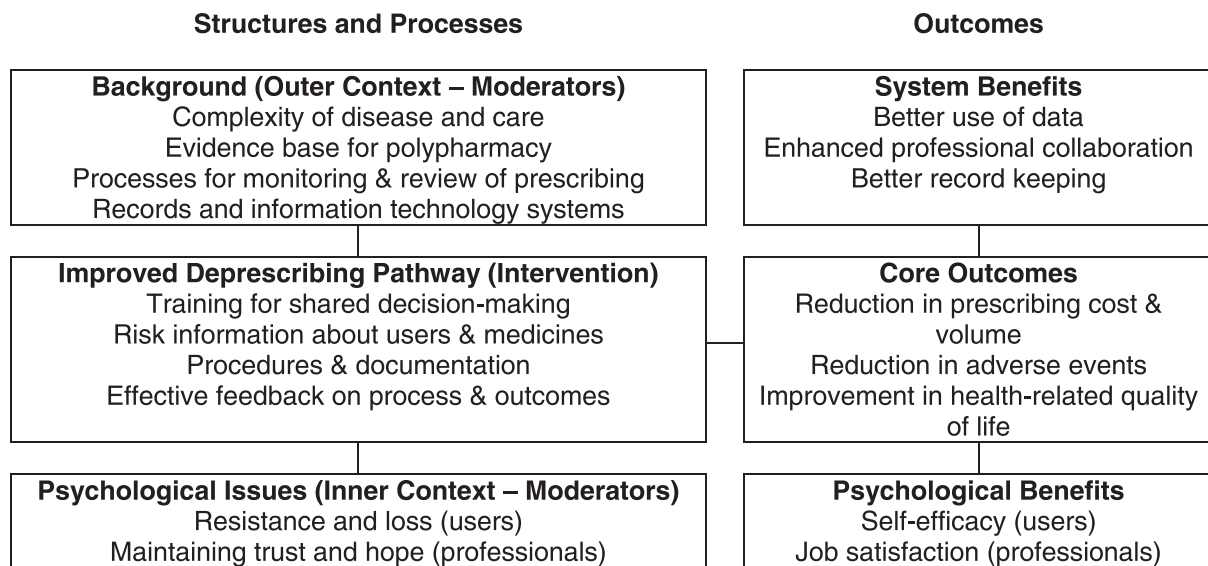 Structures and Processes
Outcomes
Background (Outer Context – Moderators)
Complexity of disease and care
Evidence base for polypharmacy
Processes for monitoring & review of prescribing
Records and information technology systems
System Benefits
Better use of data
Enhanced professional collaboration
Better record keeping
Improved Deprescribing Pathway (Intervention)
Training for shared decision-making
Risk information about users & medicines
Procedures & documentation
Effective feedback on process & outcomes
Core Outcomes
Reduction in prescribing cost &
volume
Reduction in adverse events
Improvement in health-related quality
of life
Psychological Issues (Inner Context – Moderators)
Resistance and loss (users)
Maintaining trust and hope (professionals)
Psychological Benefits
Self-efficacy (users)
Job satisfaction (professionals)